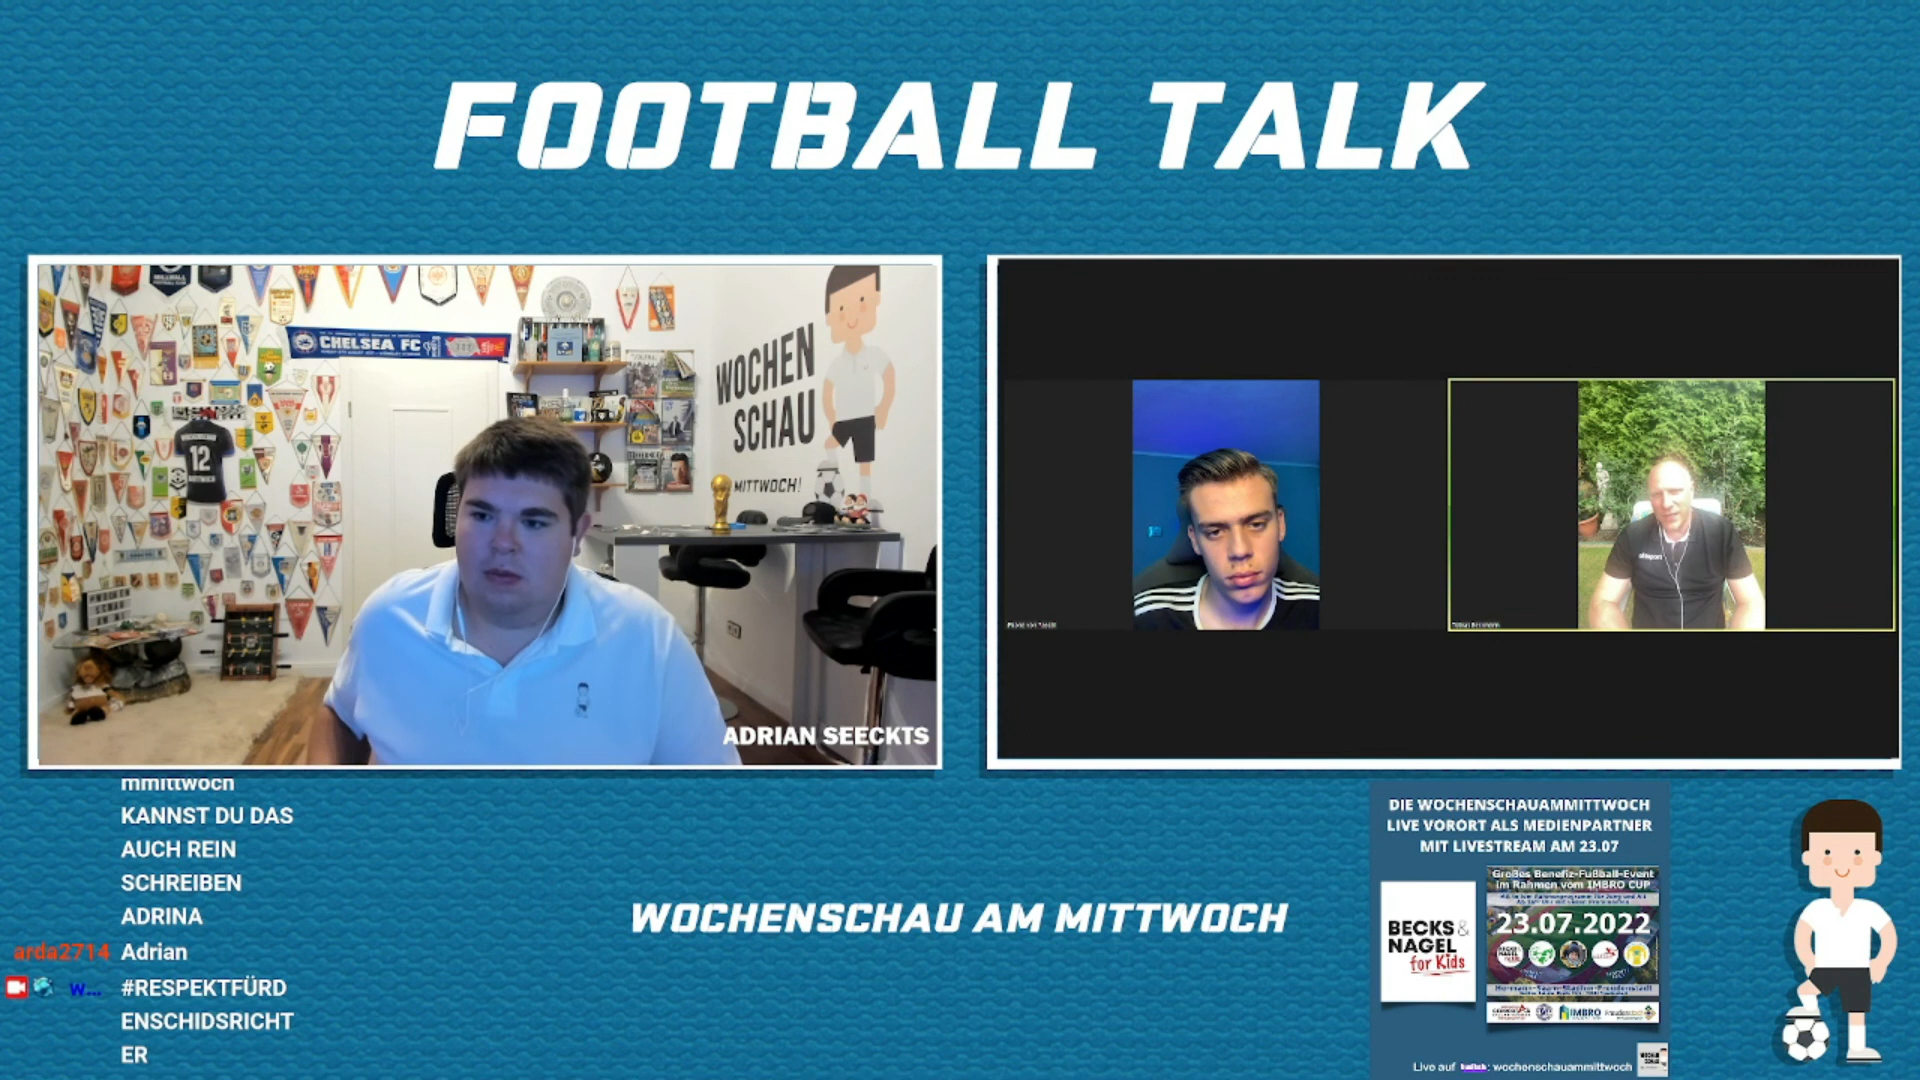 FOOTBALL TALK
CHELSEA FC
WOCHEN
SCHAU
MITTWOCH!
12
ADRIAN SEECKTS
mmittwoch
KANNST DU DAS
AUCH REIN
SCHREIBEN
ADRINA
arda2714 Adrian
w... #RESPEKTFÜRD
ENSCHIDSRICHT
ER
WOCHENSCHAU AM MITTWOCH
DIE WOCHENSCHAUAMMITTWOCH
LIVE VORORT ALS MEDIENPARTNER
MIT LIVESTREAM AM 23.07
BECKS&
NAGEL
for Kids
Großes Benefiz-Fußball-Event
im Rahmen vom IMBRO CUP
23.07.2022
IMBRO
Live auf twitch: wochenschauammittwoch